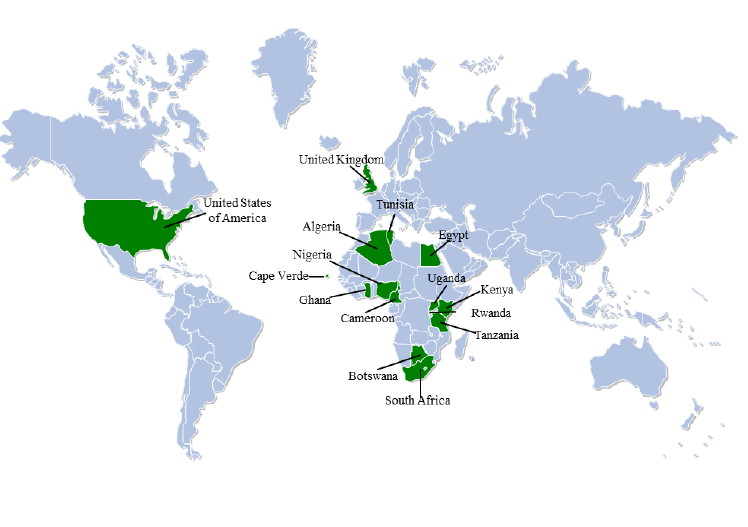 United Kingdom
United States
of America
Tunisia
Algeria
Egypt
Nigeria
Cape Verde
Uganda
Kenya
Ghana
Rwanda
Cameroon
Tanzania
Botswana
South Africa